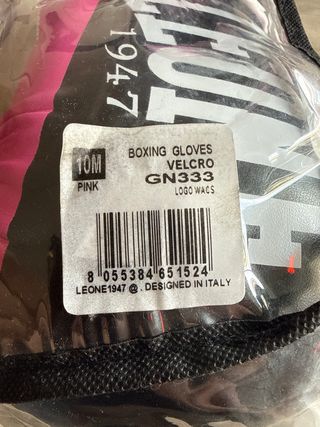 1947
10M
PINK
BOXING GLOVES
VELCRO
GN333
LOGO WACS
8 055384 651524
LEONE1947 @ . DESIGNED IN ITALY